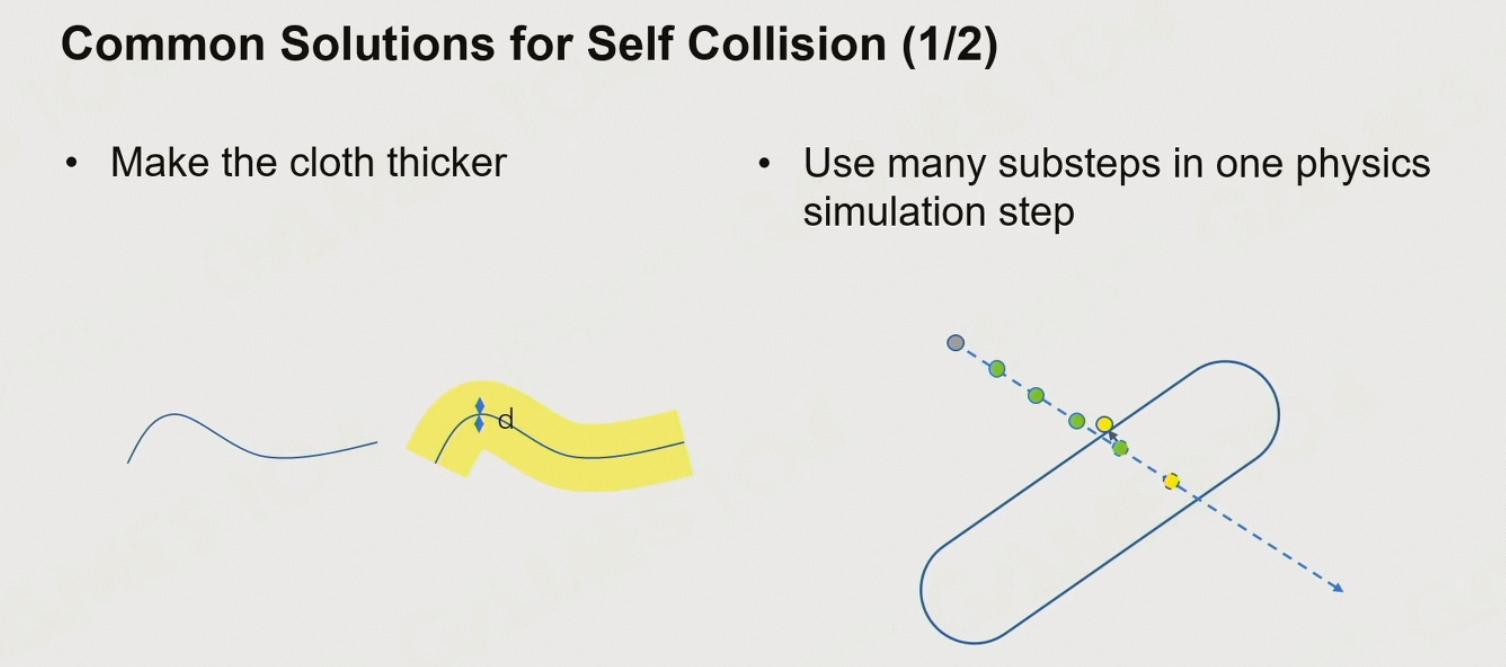 Common Solutions for Self Collision (1/2)
• Make the cloth thicker
• Use many substeps in one physics
simulation step
d